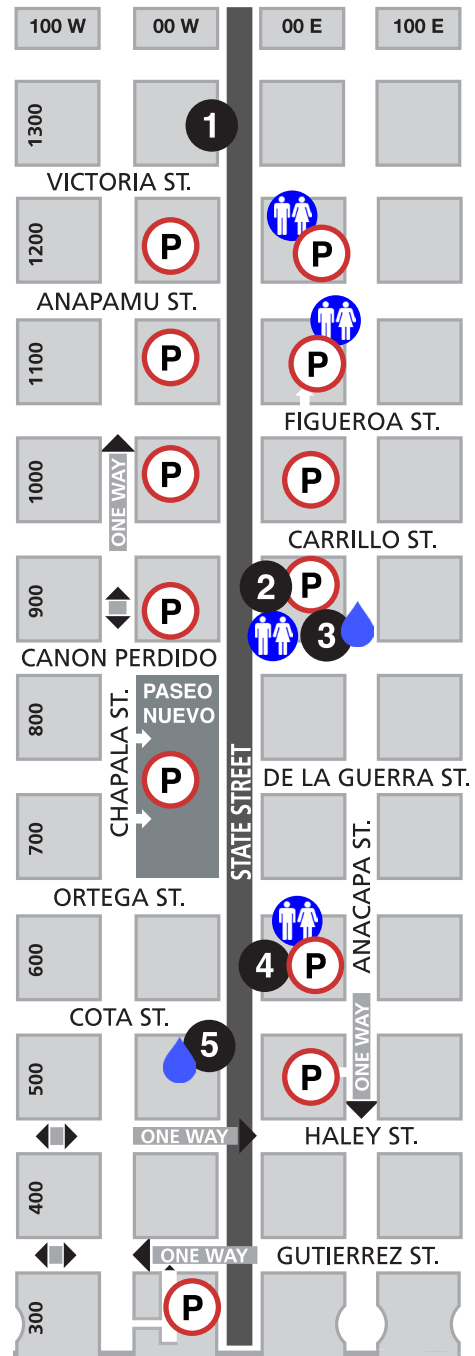 100 W 00 W 00 E 100 E
1300
1
VICTORIA ST.
1200
P
P
ANAPAMU ST.
1100
P
P
FIGUEROA ST.
1000
ONE WAY
P
P
CARRILLO ST.
900
P
2
P
3
CANON PERDIDO
800
CHAPALA ST.
PASEO
NUEVO
P
STATE STREET
DE LA GUERRA ST.
700
ANACAPA ST.
ORTEGA ST.
600
4
P
COTA ST.
500
5
P
ONE WAY
ONE WAY
HALEY ST.
400
ONE WAY
GUTIERREZ ST.
300
P